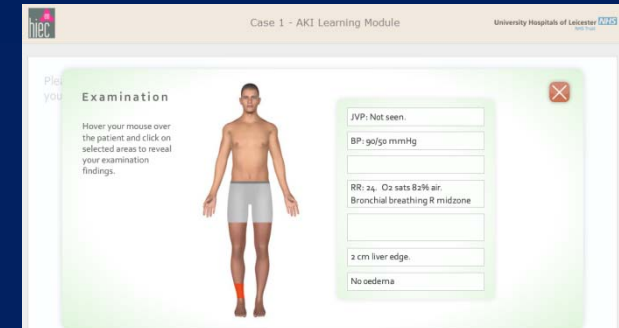 hiec
Case 1 - AKI Learning Module
University Hospitals of Leicester NHS
NHS Trust
Plea
you
Examination
Hover your mouse over
the patient and click on
selected areas to reveal
your examination
findings.
JVP: Not seen.
BP: 90/50 mmHg
RR: 24. O2 sats 82% air.
Bronchial breathing R midzone
2 cm liver edge.
No oedema